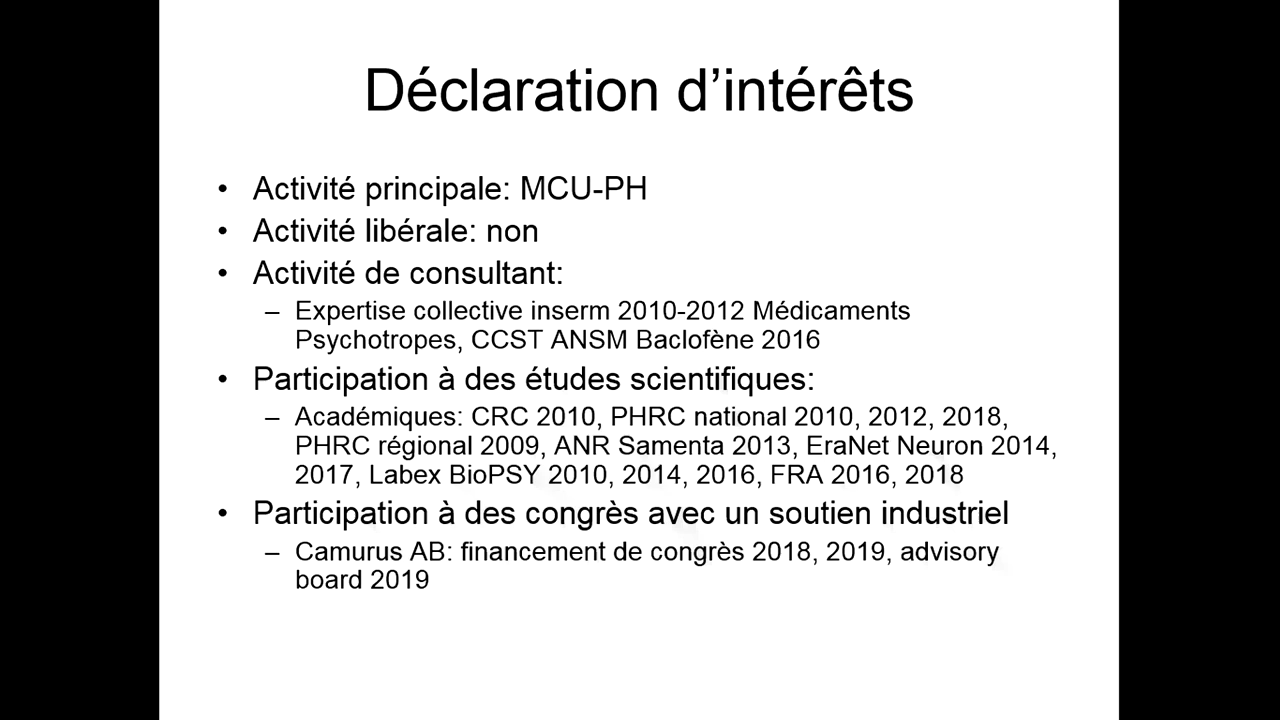 Déclaration d’intérêts
• Activité principale: MCU-PH
• Activité libérale: non
• Activité de consultant:
– Expertise collective inserm 2010-2012 Médicaments
Psychotropes, CCST ANSM Baclofène 2016
• Participation à des études scientifiques:
– Académiques: CRC 2010, PHRC national 2010, 2012, 2018,
PHRC régional 2009, ANR Samenta 2013, EraNet Neuron 2014,
2017, Labex BioPSY 2010, 2014, 2016, FRA 2016, 2018
• Participation à des congrès avec un soutien industriel
– Camurus AB: financement de congrès 2018, 2019, advisory
board 2019